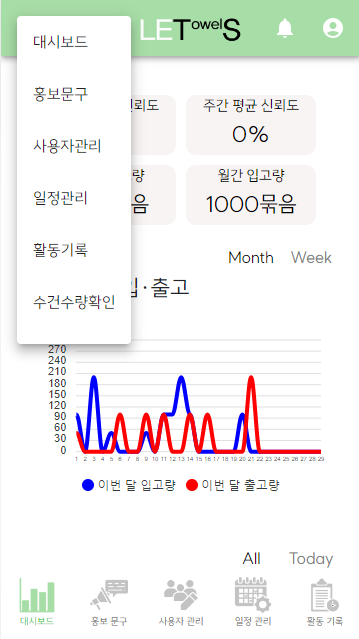 LETowelS
대시보드
홍보문구
사용자관리
일정관리
활동기록
수건수량확인
뢰도
주간 평균 신뢰도
0%
량
음
월간 입고량
1000묶음
Month Week
입·출고
270
240
210
180
150
120
90
60
30
0
1 2 3 4 5 6 7 8 9 10 11 12 13 14 15 16 17 18 19 20 21 22 23 24 25 26 27 28 29
이번 달 입고량 이번 달 출고량
All Today
대시보드 홍보 문구 사용자 관리 일정 관리 활동 기록